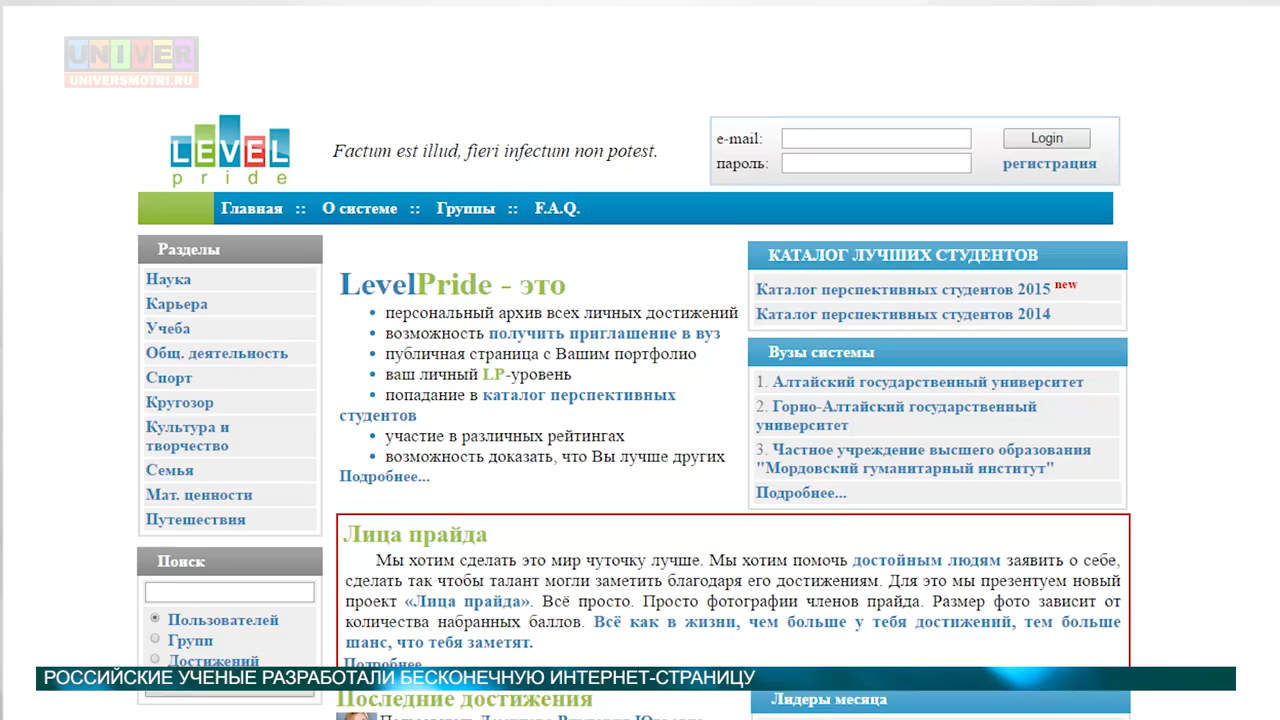 UNIVER
UNIVERSMOTRI.RU
LEVEL
pride
Factum est illud, fieri infectum non potest.
e-mail:
Login
пароль:
регистрация
Главная :: О системе :: Группы :: F.A.Q.
Разделы
Наука
Карьера
Учеба
Общ. деятельность
Спорт
Кругозор
Культура и
творчество
Семья
Мат. ценности
Путешествия
Поиск
Пользователей
Групп
Достижений
LevelPride - это
персональный архив всех личных достижений
возможность получить приглашение в вуз
публичная страница с Вашим портфолио
ваш личный LP-уровень
попадание в каталог перспективных
студентов
участие в различных рейтингах
возможность доказать, что Вы лучше других
Подробнее...
КАТАЛОГ ЛУЧШИХ СТУДЕНТОВ
Каталог перспективных студентов 2015 new
Каталог перспективных студентов 2014
Вузы системы
1. Алтайский государственный университет
2. Горно-Алтайский государственный
университет
3. Частное учреждение высшего образования
"Мордовский гуманитарный институт"
Подробнее...
Лица прайда
Мы хотим сделать это мир чуточку лучше. Мы хотим помочь достойным людям заявить о себе,
сделать так чтобы талант могли заметить благодаря его достижениям. Для это мы презентуем новый
проект «Лица прайда». Всё просто. Просто фотографии членов прайда. Размер фото зависит от
количества набранных баллов. Всё как в жизни, чем больше у тебя достижений, тем больше
шанс, что тебя заметят.
Подробнее
РОССИЙСКИЕ УЧЕНЫЕ РАЗРАБОТАЛИ БЕСКОНЕЧНУЮ ИНТЕРНЕТ-СТРАНИЦУ
Последние достижения
Лидеры месяца